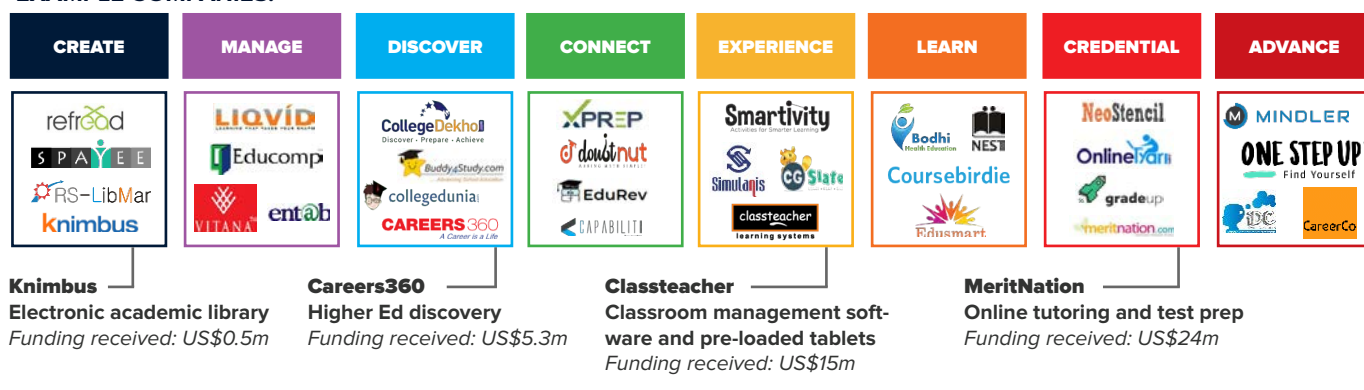 EXAMPLE COMPANIES:
CREATE
MANAGE
DISCOVER
CONNECT
EXPERIENCE
LEARN
CREDENTIAL
ADVANCE
refread
SPAYEE
RS-LibMar
knimbus
LIQVID
Educomp
VITANA
entab
CollegeDekho
Discover - Prepare - Achieve
Buddy4Study.com
collegedunia
CAREERS360
A Career is a Life
XPREP
doubtnut
EduRev
CAPABILITI
Smartivity
Activities for Smarter Learning
Simulanis
CG Slate
classteacher
learning systems
Bodhi
Health Education
NEST
Coursebirdie
Edusmart
NeoStencil
Online
gradeup
meritnation.com
M MINDLER
ONE STEP UP
Find Yourself
iDC
CareerCo
Knimbus
Electronic academic library
Funding received: US$0.5m
Careers360
Higher Ed discovery
Funding received: US$5.3m
Classteacher
Classroom management soft-
ware and pre-loaded tablets
Funding received: US$15m
MeritNation
Online tutoring and test prep
Funding received: US$24m